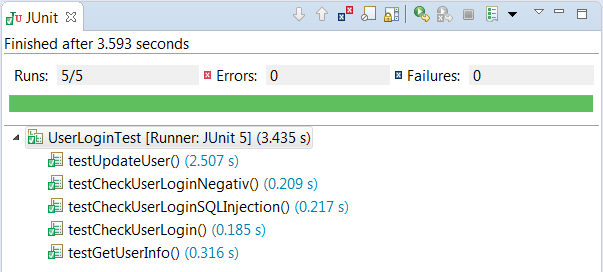 JUnit
Finished after 3.593 seconds
Runs: 5/5 Errors: 0 Failures: 0
UserLoginTest [Runner: JUnit 5] (3.435 s)
testUpdateUser() (2.507 s)
testCheckUserLoginNegativ() (0.209 s)
testCheckUserLoginSQLInjection() (0.217 s)
testCheckUserLogin() (0.185 s)
testGetUserInfo() (0.316 s)